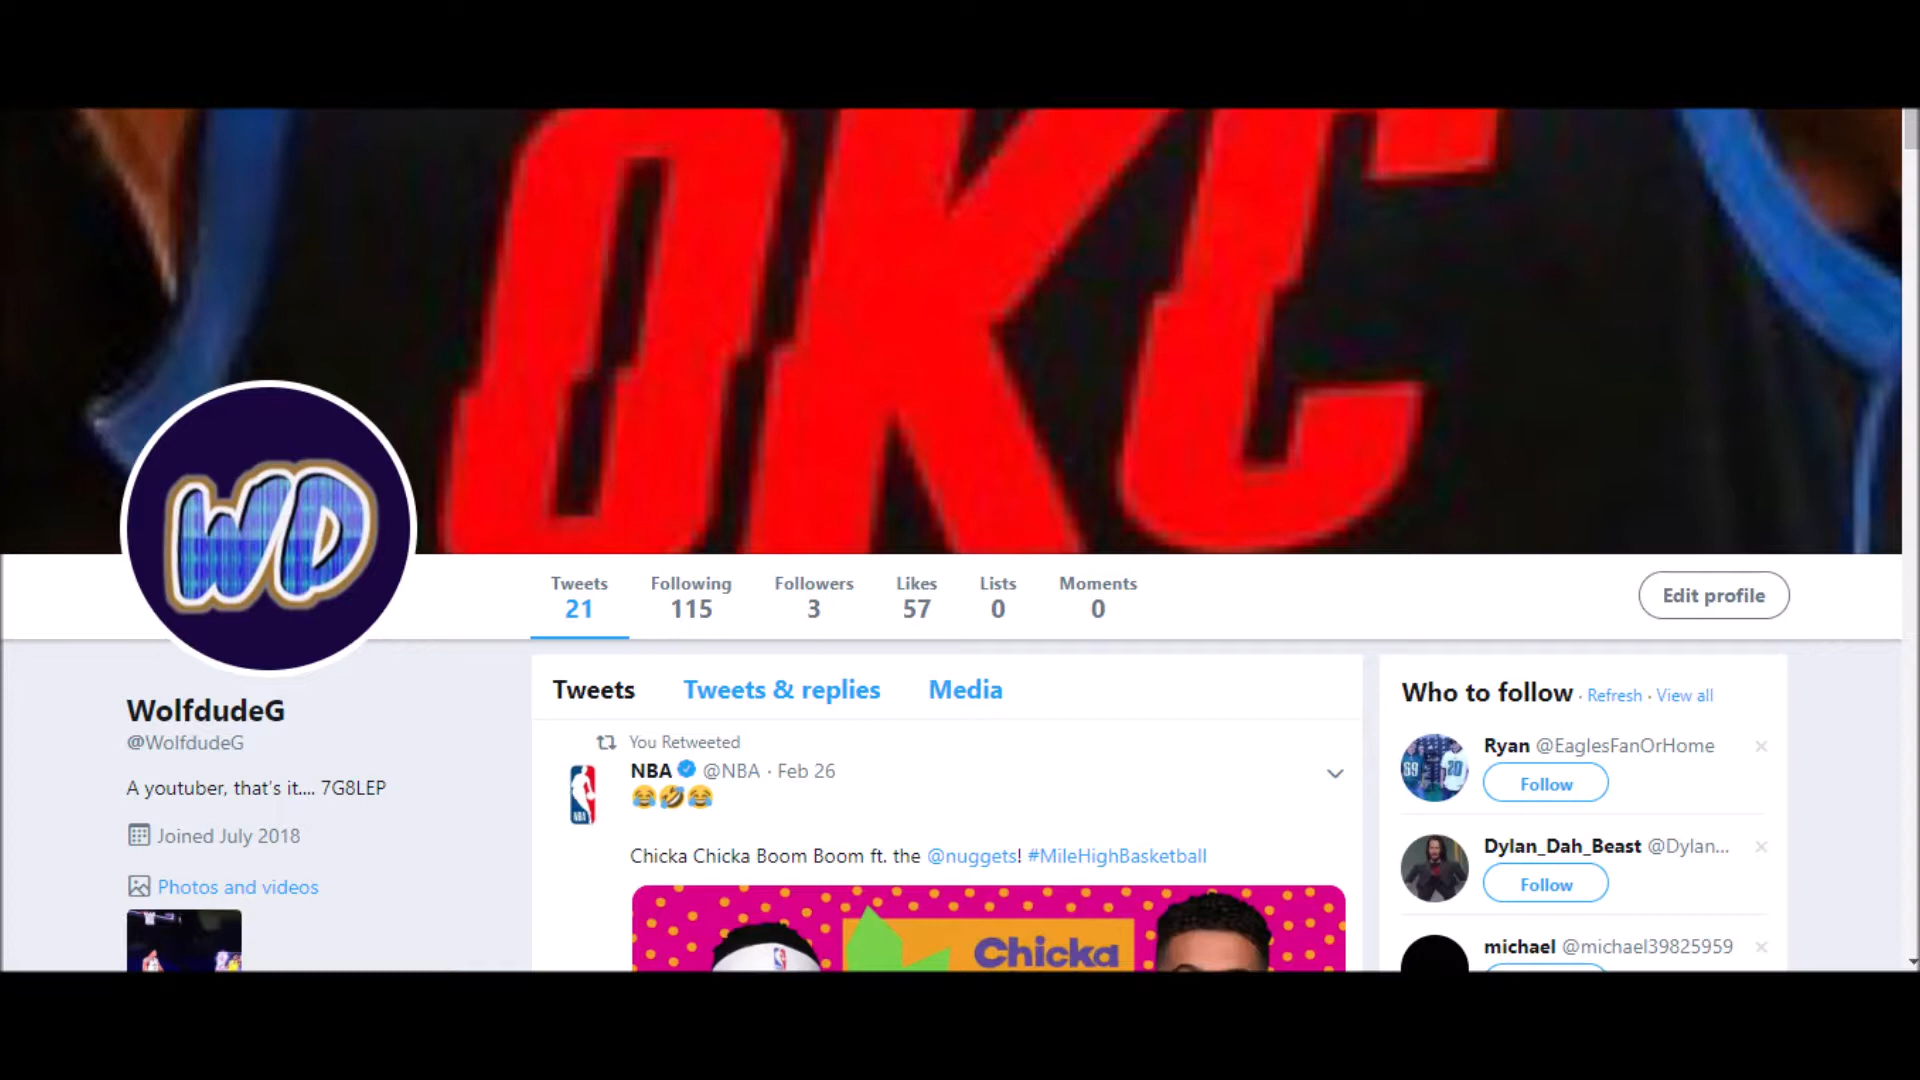 OKC
WD
Tweets Following Followers Likes Lists Moments
21 115 3 57 0 0
Edit profile
WolfdudeG
@WolfdudeG
A youtuber, that's it.... 7G8LEP
Joined July 2018
Photos and videos
Tweets Tweets & replies Media
You Retweeted
NBA @NBA · Feb 26
😂🤣😂
NBA
Chicka Chicka Boom Boom ft. the @nuggets! #MileHighBasketball
Chicka
Who to follow · Refresh · View all
Ryan @EaglesFanOrHome
69
20
Follow
Dylan_Dah_Beast @Dylan...
Follow
michael @michael39825959